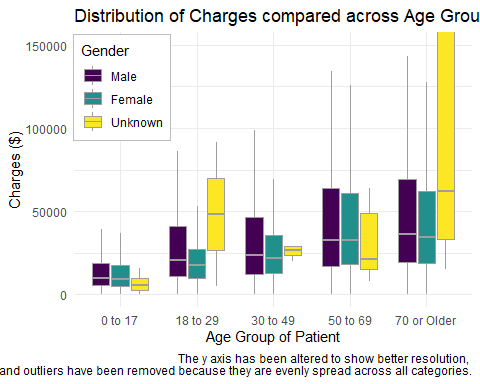 Distribution of Charges compared across Age Grou
150000
100000
50000
0
Charges ($)
Gender
Male
Female
Unknown
0 to 17 18 to 29 30 to 49 50 to 69 70 or Older
Age Group of Patient
The y axis has been altered to show better resolution,
and outliers have been removed because they are evenly spread across all categories.